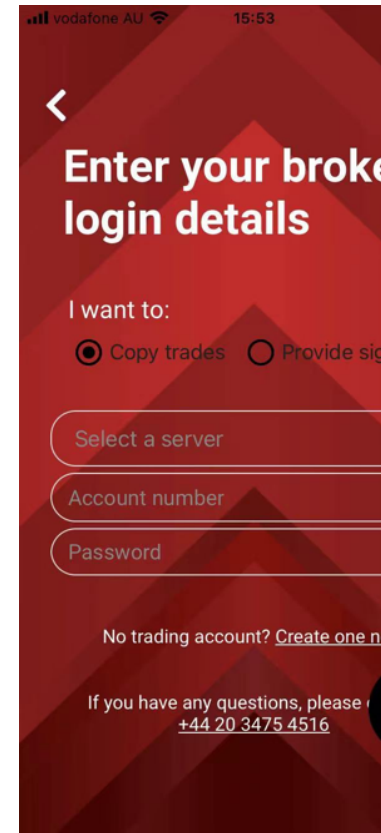 vodafone AU 15:53
Enter your broke
login details
I want to:
Copy trades Provide sig
Select a server
Account number
Password
No trading account? Create one n
If you have any questions, please
+44 20 3475 4516